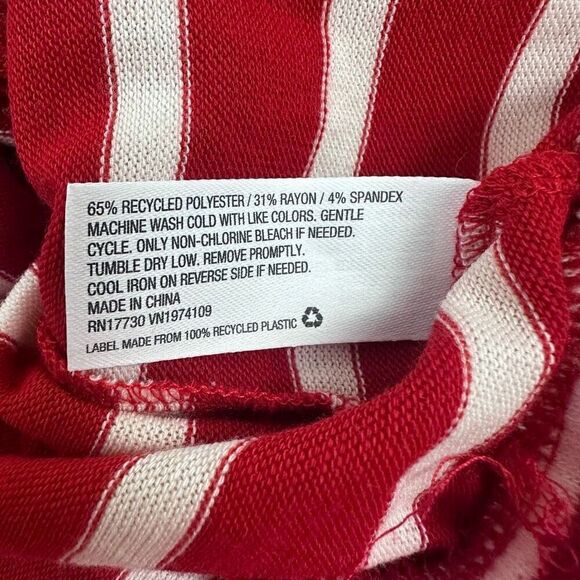 65% RECYCLED POLYESTER / 31% RAYON / 4% SPANDEX
MACHINE WASH COLD WITH LIKE COLORS. GENTLE
CYCLE. ONLY NON-CHLORINE BLEACH IF NEEDED.
TUMBLE DRY LOW. REMOVE PROMPTLY.
COOL IRON ON REVERSE SIDE IF NEEDED.
MADE IN CHINA
RN17730 VN1974109
LABEL MADE FROM 100% RECYCLED PLASTIC